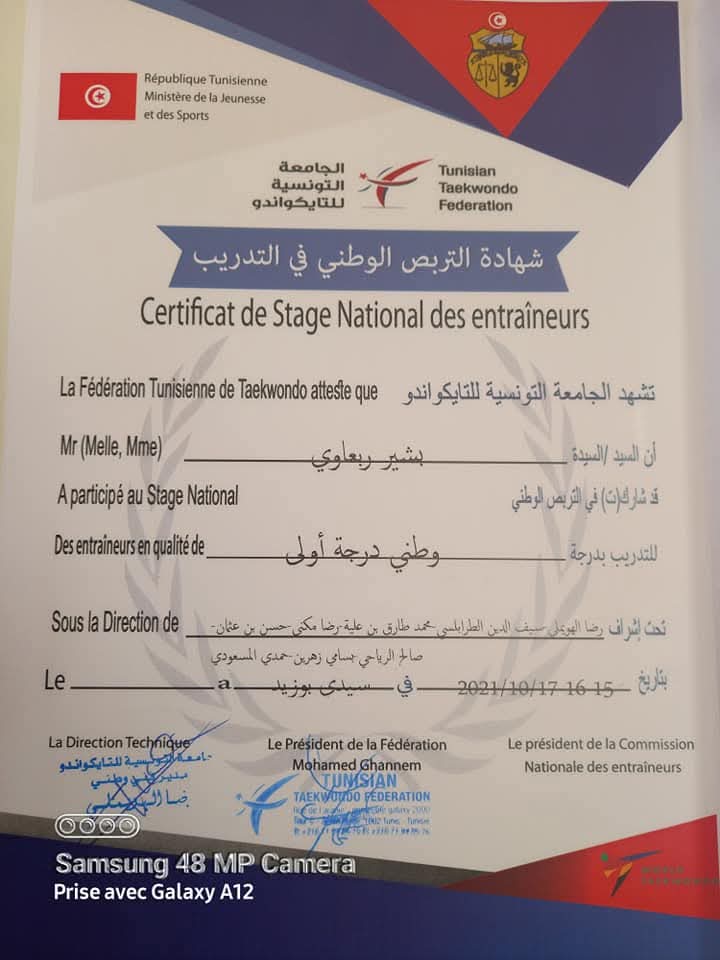 République Tunisienne
Ministère de la Jeunesse
et des Sports
الجامعة
التونسية
للتايكواندو
Tunisian
Taekwondo
Federation
شهادة التربص الوطني في التدريب
Certificat de Stage National des entraîneurs
La Fédération Tunisienne de Taekwondo atteste que تشهد الجامعة التونسية للتايكواندو
Mr (Melle, Mme) بشير ربعاوي أن السيد /السيدة
A participé au Stage National قد شارك(ت) في التربص الوطني
Des entraîneurs en qualité de وطني درجة أولى للتدريب بدرجة
Sous la Direction de تحت إشراف رضا الهويملي-سيف الدين الطرابلسي-محمد طارق بن علية-رضا مكني-حسن بن عثمان-
صالح الرياحي-بسامي زهرين-حمدي المسعودي
Le a سيدي بوزيد في 2021/10/17-16-15 بتاريخ
La Direction Technique
Le Président de la Fédération
Mohamed Ghannem
Le président de la Commission
Nationale des entraîneurs
الجامعة التونسية للتايكواندو
TUNISIAN
TAEKWONDO FEDERATION
Samsung 48 MP Camera
Prise avec Galaxy A12